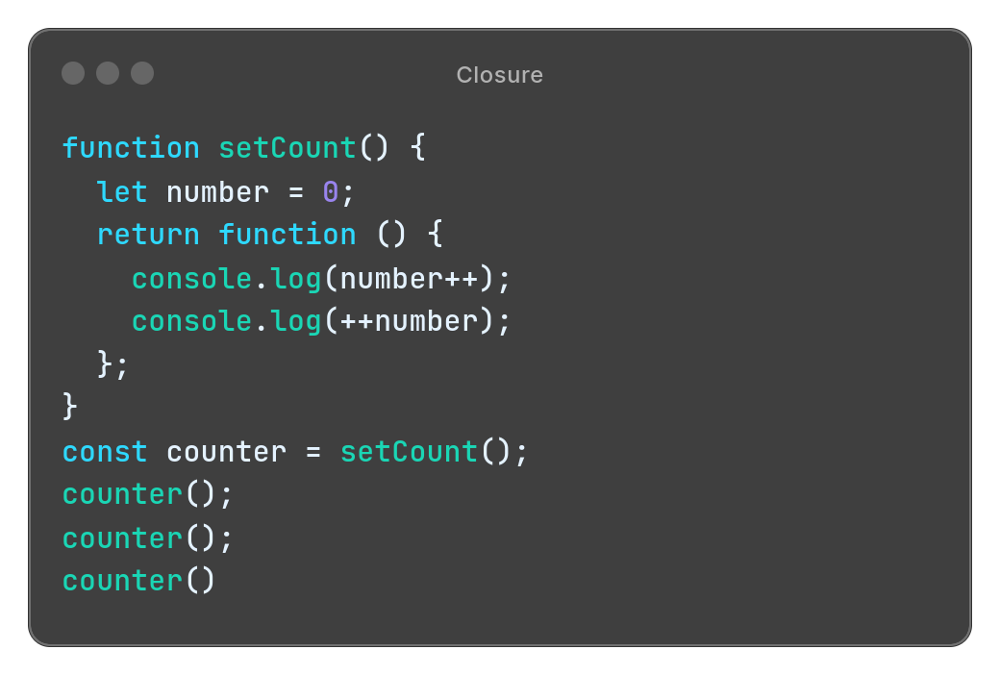 Closure
function setCount() {
  let number = 0;
  return function () {
    console.log(number++);
    console.log(++number);
  };
}
const counter = setCount();
counter();
counter();
counter()